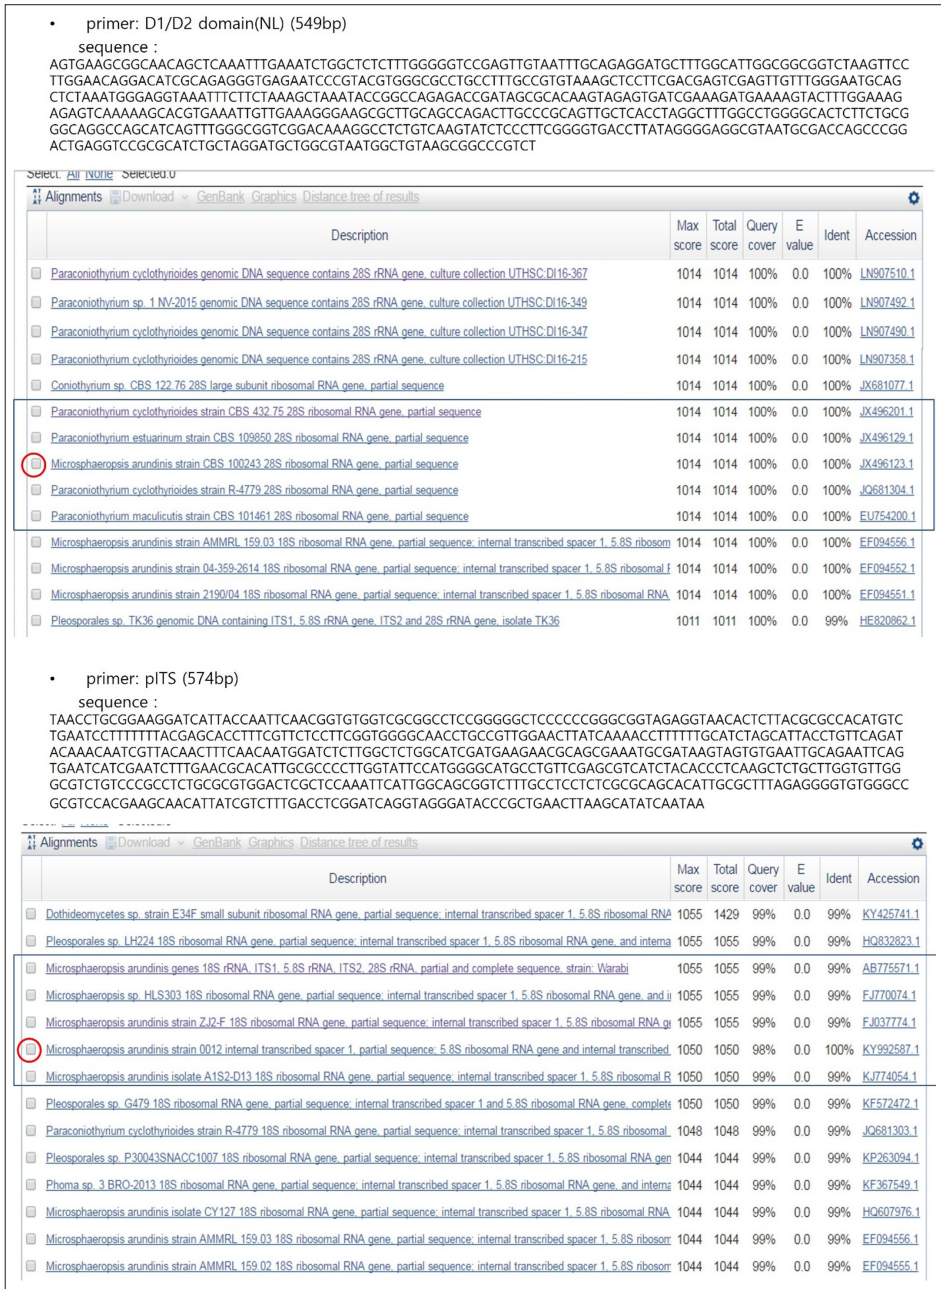 • primer: D1/D2 domain(NL) (549bp)
sequence :
AGTGAAGCGGCAACAGCTCAAATTTGAAATCTGGCTCTCTTTGGGGGTCCGAGTTGTAATTTGCAGAGGATGCTTTGGCATTGGCGGCGGTCTAAGTTCC
TTGGAACAGGACATCGCAGAGGGTGAGAATCCCGTACGTGGGCGCCTGCCTTTGCCGTGTAAAGCTCCTTCGACGAGTCGAGTTGTTTGGGAATGCAG
CTCTAAATGGGAGGTAAATTTCTTCTAAAGCTAAATACCGGCCAGAGACCGATAGCGCACAAGTAGAGTGATCGAAAGATGAAAAGTACTTTGGAAAG
AGAGTCAAAAAGCACGTGAAATTGTTGAAAGGGAAGCGCTTGCAGCCAGACTTGCCCGCAGTTGCTCACCTAGGCTTTGGCCTGGGGCACTCTTCTGCG
GGCAGGCCAGCATCAGTTTGGGCGGTCGGACAAAGGCCTCTGTCAAGTATCTCCCTTCGGGGTGACCTTATAGGGGAGGCGTAATGCGACCAGCCCGG
ACTGAGGTCCGCGCATCTGCTAGGATGCTGGCGTAATGGCTGTAAGCGGCCCGTCT
Select: All None Selected:0
Alignments Download GenBank Graphics Distance tree of results
Description Max score Total score Query cover E value Ident Accession
Paraconiothyrium cyclothyrioides genomic DNA sequence contains 28S rRNA gene, culture collection UTHSC:DI16-367 1014 1014 100% 0.0 100% LN907510.1
Paraconiothyrium sp. 1 NV-2015 genomic DNA sequence contains 28S rRNA gene, culture collection UTHSC:DI16-349 1014 1014 100% 0.0 100% LN907492.1
Paraconiothyrium cyclothyrioides genomic DNA sequence contains 28S rRNA gene, culture collection UTHSC:DI16-347 1014 1014 100% 0.0 100% LN907490.1
Paraconiothyrium cyclothyrioides genomic DNA sequence contains 28S rRNA gene, culture collection UTHSC:DI16-215 1014 1014 100% 0.0 100% LN907358.1
Coniothyrium sp. CBS 122.76 28S large subunit ribosomal RNA gene, partial sequence 1014 1014 100% 0.0 100% JX681077.1
Paraconiothyrium cyclothyrioides strain CBS 432.75 28S ribosomal RNA gene, partial sequence 1014 1014 100% 0.0 100% JX496201.1
Paraconiothyrium estuarinum strain CBS 109850 28S ribosomal RNA gene, partial sequence 1014 1014 100% 0.0 100% JX496129.1
Microsphaeropsis arundinis strain CBS 100243 28S ribosomal RNA gene, partial sequence 1014 1014 100% 0.0 100% JX496123.1
Paraconiothyrium cyclothyrioides strain R-4779 28S ribosomal RNA gene, partial sequence 1014 1014 100% 0.0 100% JQ681304.1
Paraconiothyrium maculicutis strain CBS 101461 28S ribosomal RNA gene, partial sequence 1014 1014 100% 0.0 100% EU754200.1
Microsphaeropsis arundinis strain AMMRL 159.03 18S ribosomal RNA gene, partial sequence; internal transcribed spacer 1, 5.8S ribosom 1014 1014 100% 0.0 100% EF094556.1
Microsphaeropsis arundinis strain 04-359-2614 18S ribosomal RNA gene, partial sequence; internal transcribed spacer 1, 5.8S ribosomal F 1014 1014 100% 0.0 100% EF094552.1
Microsphaeropsis arundinis strain 2190/04 18S ribosomal RNA gene, partial sequence; internal transcribed spacer 1, 5.8S ribosomal RNA 1014 1014 100% 0.0 100% EF094551.1
Pleosporales sp. TK36 genomic DNA containing ITS1, 5.8S rRNA gene, ITS2 and 28S rRNA gene, isolate TK36 1011 1011 100% 0.0 99% HE820862.1
• primer: pITS (574bp)
sequence :
TAACCTGCGGAAGGATCATTACCAATTCAACGGTGTGGTCGCGGCCTCCGGGGGCTCCCCCCGGGCGGTAGAGGTAACACTCTTACGCGCCACATGTC
TGAATCCTTTTTTTACGAGCACCTTTCGTTCTCCTTCGGTGGGGCAACCTGCCGTTGGAACTTATCAAAACCTTTTTTGCATCTAGCATTACCTGTTCAGAT
ACAAACAATCGTTACAACTTTCAACAATGGATCTCTTGGCTCTGGCATCGATGAAGAACGCAGCGAAATGCGATAAGTAGTGTGAATTGCAGAATTCAG
TGAATCATCGAATCTTTGAACGCACATTGCGCCCCTTGGTATTCCATGGGGCATGCCTGTTCGAGCGTCATCTACACCCTCAAGCTCTGCTTGGTGTTGG
GCGTCTGTCCCGCCTCTGCGCGTGGACTCGCTCCAAATTCATTGGCAGCGGTCTTTGCCTCCTCTCGCGCAGCACATTGCGCTTTAGAGGGGTGTGGGCC
GCGTCCACGAAGCAACATTATCGTCTTTGACCTCGGATCAGGTAGGGATACCCGCTGAACTTAAGCATATCAATAA
Alignments Download GenBank Graphics Distance tree of results
Description Max score Total score Query cover E value Ident Accession
Dothideomycetes sp. strain E34F small subunit ribosomal RNA gene, partial sequence; internal transcribed spacer 1, 5.8S ribosomal RNA 1055 1429 99% 0.0 99% KY425741.1
Pleosporales sp. LH224 18S ribosomal RNA gene, partial sequence; internal transcribed spacer 1, 5.8S ribosomal RNA gene, and interna 1055 1055 99% 0.0 99% HQ832823.1
Microsphaeropsis arundinis genes 18S rRNA, ITS1, 5.8S rRNA, ITS2, 28S rRNA, partial and complete sequence, strain: Warabi 1055 1055 99% 0.0 99% AB775571.1
Microsphaeropsis sp. HLS303 18S ribosomal RNA gene, partial sequence; internal transcribed spacer 1, 5.8S ribosomal RNA gene, and i 1055 1055 99% 0.0 99% FJ770074.1
Microsphaeropsis arundinis strain ZJ2-F 18S ribosomal RNA gene, partial sequence; internal transcribed spacer 1, 5.8S ribosomal RNA g 1055 1055 99% 0.0 99% FJ037774.1
Microsphaeropsis arundinis strain 0012 internal transcribed spacer 1, partial sequence; 5.8S ribosomal RNA gene and internal transcribed 1050 1050 98% 0.0 100% KY992587.1
Microsphaeropsis arundinis isolate A1S2-D13 18S ribosomal RNA gene, partial sequence; internal transcribed spacer 1, 5.8S ribosomal R 1050 1050 99% 0.0 99% KJ774054.1
Pleosporales sp. G479 18S ribosomal RNA gene, partial sequence; internal transcribed spacer 1 and 5.8S ribosomal RNA gene, complete 1050 1050 99% 0.0 99% KF572472.1
Paraconiothyrium cyclothyrioides strain R-4779 18S ribosomal RNA gene, partial sequence; internal transcribed spacer 1, 5.8S ribosomal 1048 1048 99% 0.0 99% JQ681303.1
Pleosporales sp. P30043SNACC1007 18S ribosomal RNA gene, partial sequence; internal transcribed spacer 1, 5.8S ribosomal RNA gen 1044 1044 99% 0.0 99% KP263094.1
Phoma sp. 3 BRO-2013 18S ribosomal RNA gene, partial sequence; internal transcribed spacer 1, 5.8S ribosomal RNA gene, and interna 1044 1044 99% 0.0 99% KF367549.1
Microsphaeropsis arundinis isolate CY127 18S ribosomal RNA gene, partial sequence; internal transcribed spacer 1, 5.8S ribosomal RNA 1044 1044 99% 0.0 99% HQ607976.1
Microsphaeropsis arundinis strain AMMRL 159.03 18S ribosomal RNA gene, partial sequence; internal transcribed spacer 1, 5.8S ribosom 1044 1044 99% 0.0 99% EF094556.1
Microsphaeropsis arundinis strain AMMRL 159.02 18S ribosomal RNA gene, partial sequence; internal transcribed spacer 1, 5.8S ribosom 1044 1044 99% 0.0 99% EF094555.1